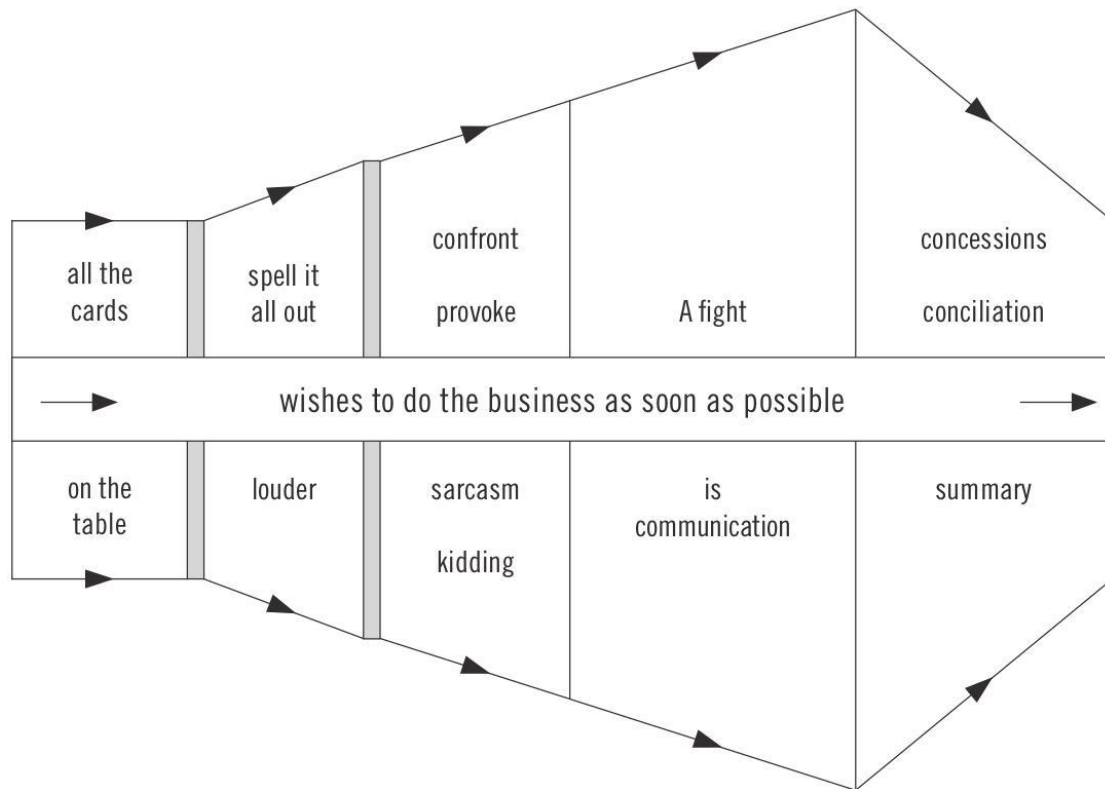 all the
cards
spell it
all out
confront
provoke
A fight
concessions
conciliation
wishes to do the business as soon as possible
on the
table
louder
sarcasm
kidding
is
communication
summary